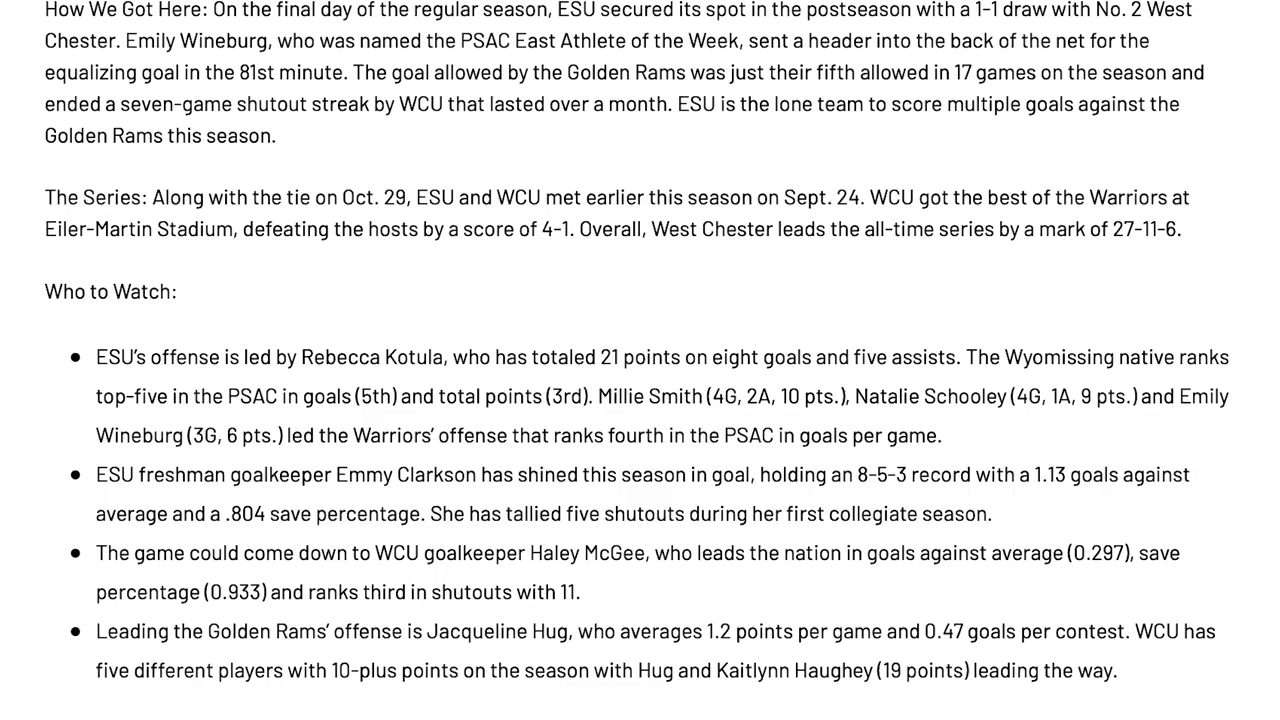 How We Got Here: On the final day of the regular season, ESU secured its spot in the postseason with a 1-1 draw with No. 2 West
Chester. Emily Wineburg, who was named the PSAC East Athlete of the Week, sent a header into the back of the net for the
equalizing goal in the 81st minute. The goal allowed by the Golden Rams was just their fifth allowed in 17 games on the season and
ended a seven-game shutout streak by WCU that lasted over a month. ESU is the lone team to score multiple goals against the
Golden Rams this season.
The Series: Along with the tie on Oct. 29, ESU and WCU met earlier this season on Sept. 24. WCU got the best of the Warriors at
Eiler-Martin Stadium, defeating the hosts by a score of 4-1. Overall, West Chester leads the all-time series by a mark of 27-11-6.
Who to Watch:
● ESU's offense is led by Rebecca Kotula, who has totaled 21 points on eight goals and five assists. The Wyomissing native ranks
top-five in the PSAC in goals (5th) and total points (3rd). Millie Smith (4G, 2A, 10 pts.), Natalie Schooley (4G, 1A, 9 pts.) and Emily
Wineburg (3G, 6 pts.) led the Warriors' offense that ranks fourth in the PSAC in goals per game.
● ESU freshman goalkeeper Emmy Clarkson has shined this season in goal, holding an 8-5-3 record with a 1.13 goals against
average and a .804 save percentage. She has tallied five shutouts during her first collegiate season.
● The game could come down to WCU goalkeeper Haley McGee, who leads the nation in goals against average (0.297), save
percentage (0.933) and ranks third in shutouts with 11.
● Leading the Golden Rams' offense is Jacqueline Hug, who averages 1.2 points per game and 0.47 goals per contest. WCU has
five different players with 10-plus points on the season with Hug and Kaitlynn Haughey (19 points) leading the way.